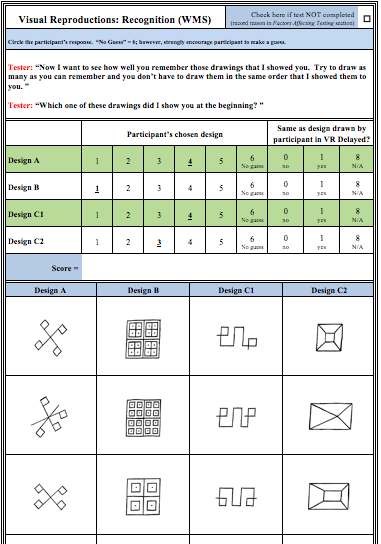 Visual Reproductions: Recognition (WMS)
Check here if test NOT completed
(record reason in Factors Affecting Testing section)
Circle the participant's response. "No Guess" = 6; however, strongly encourage participant to make a guess.
Tester: "Now I want to see how well you remember those drawings that I showed you. Try to draw as
many as you can remember and you don't have to draw them in the same order that I showed them to
you. "
Tester: "Which one of these drawings did I show you at the beginning? "
Participant's chosen design
Same as design drawn by
participant in VR Delayed?
Design A 1 2 3 4 5 6 0 1 8
No guess no yes N/A
Design B 1 2 3 4 5 6 0 1 8
No guess no yes N/A
Design C1 1 2 3 4 5 6 0 1 8
No guess no yes N/A
Design C2 1 2 3 4 5 6 0 1 8
No guess no yes N/A
Score =
Design A Design B Design C1 Design C2